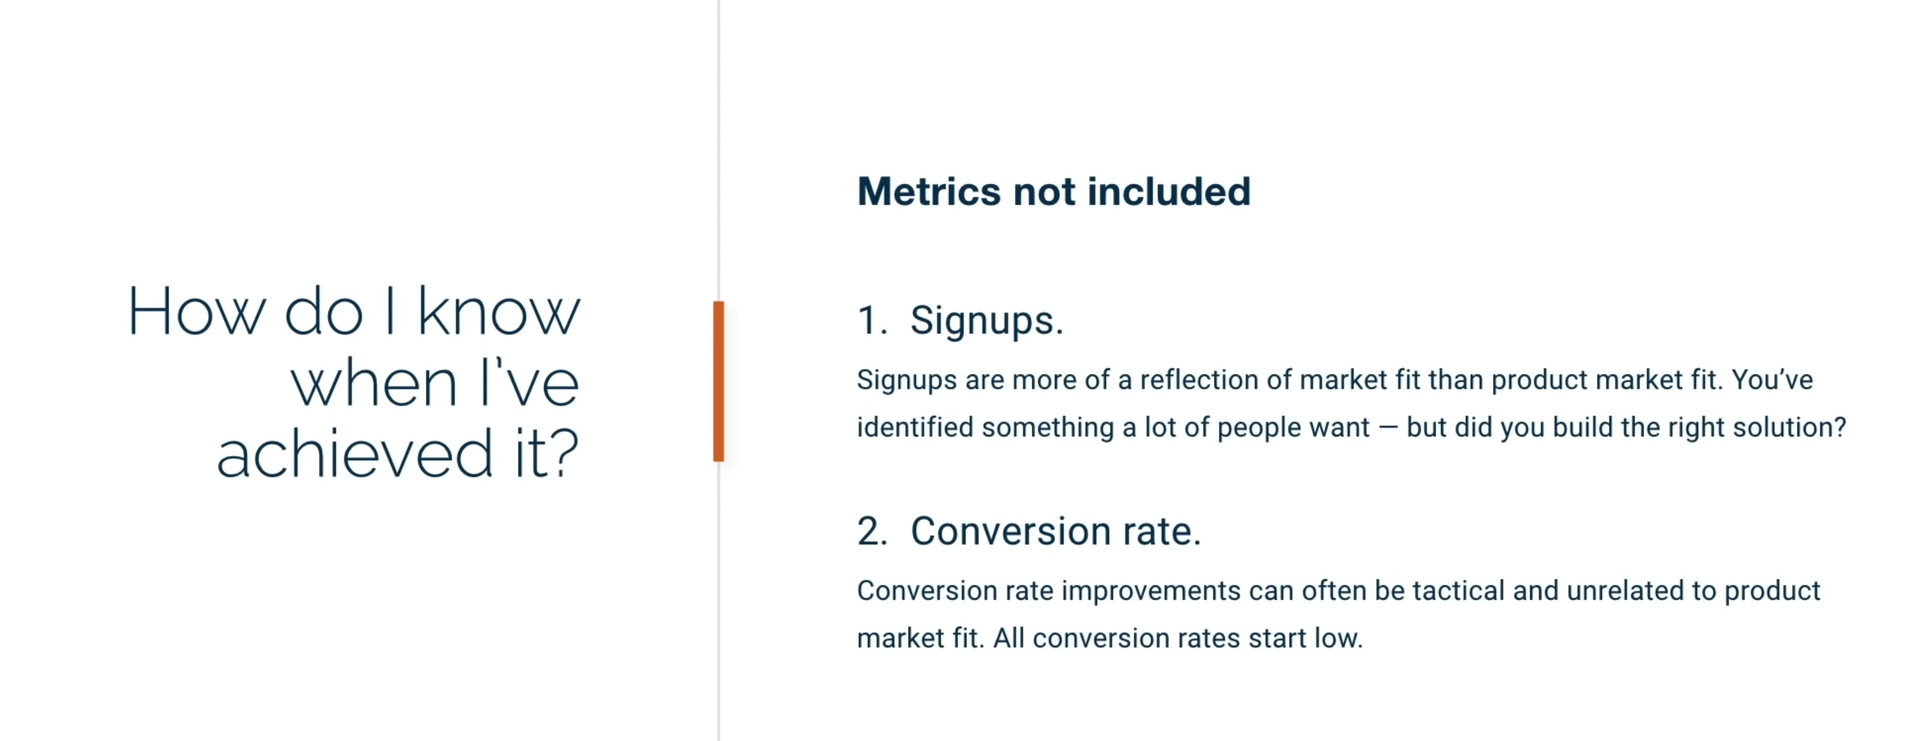 How do I know
when I've
achieved it?
Metrics not included
1. Signups.
Signups are more of a reflection of market fit than product market fit. You’ve
identified something a lot of people want — but did you build the right solution?
2. Conversion rate.
Conversion rate improvements can often be tactical and unrelated to product
market fit. All conversion rates start low.